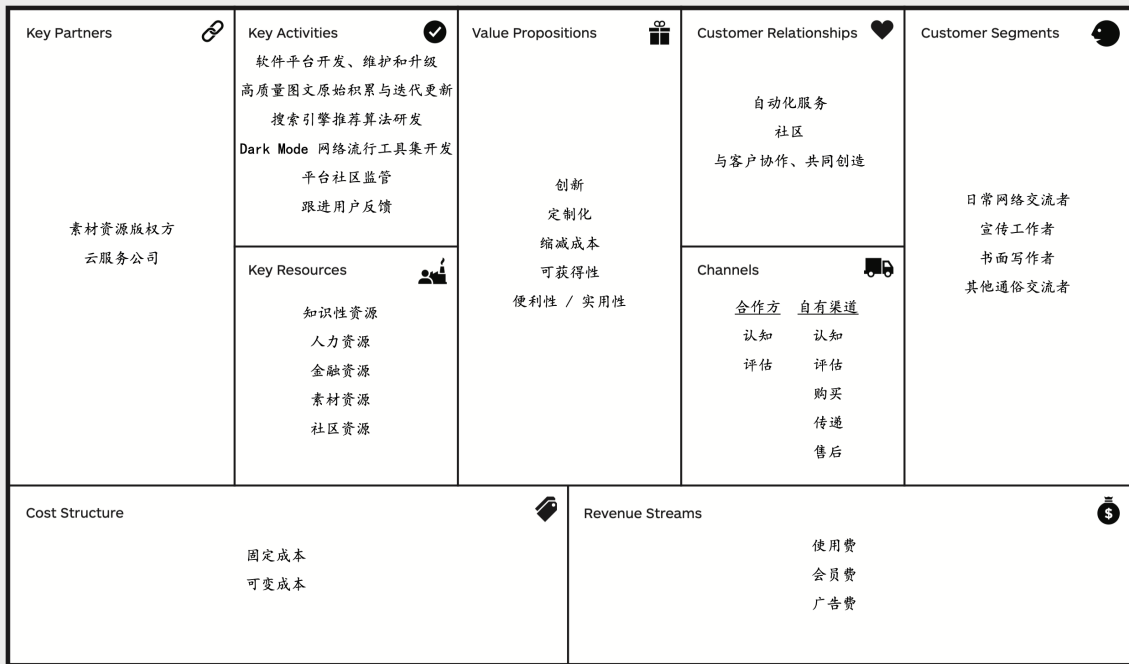 Key Partners
素材资源版权方
云服务公司
Key Activities
软件平台开发、维护和升级
高质量图文原始积累与迭代更新
搜索引擎推荐算法研发
Dark Mode 网络流行工具集开发
平台社区监管
跟进用户反馈
Key Resources
知识性资源
人力资源
金融资源
素材资源
社区资源
Value Propositions
创新
定制化
缩减成本
可获得性
便利性 / 实用性
Customer Relationships
自动化服务
社区
与客户协作、共同创造
Channels
合作方 自有渠道
认知 认知
评估 评估
购买
传递
售后
Customer Segments
日常网络交流者
宣传工作者
书面写作者
其他通俗交流者
Cost Structure
固定成本
可变成本
Revenue Streams
$
使用费
会员费
广告费